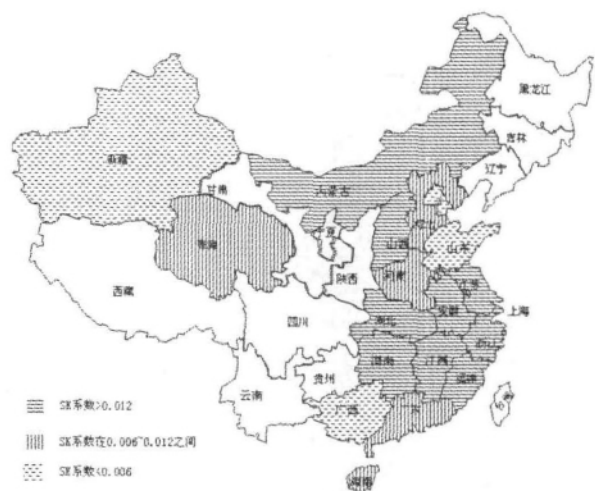 黑龙江
吉林
辽宁
新疆
甘肃
内蒙古
宁夏
山西
山东
青海
河南
陕西
江苏
西藏
安徽
上海
四川
湖北
湖南
江西
福建
贵州
云南
广西
广东
海南
SK系数>0.012
SK系数在0.006~0.012之间
SK系数<0.006